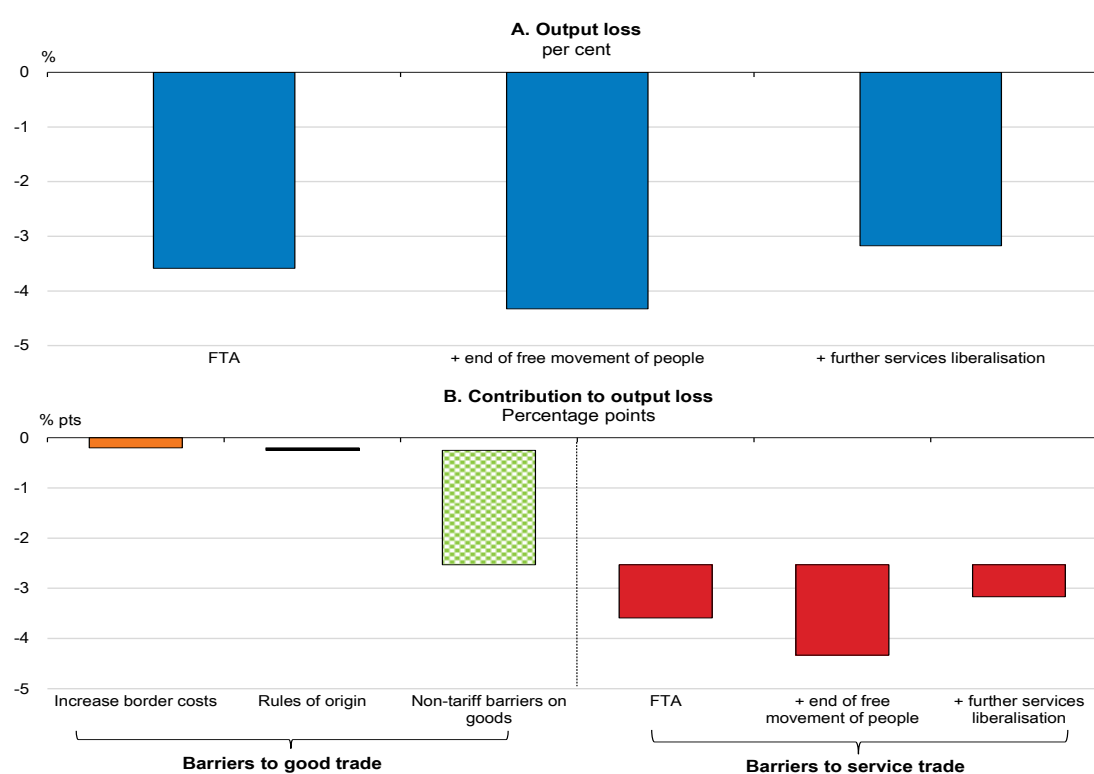 A. Output loss
per cent
%
0
-1
-2
-3
-4
-5
FTA
+ end of free movement of people
+ further services liberalisation
B. Contribution to output loss
Percentage points
% pts
0
-1
-2
-3
-4
-5
Increase border costs
Rules of origin
Non-tariff barriers on
goods
FTA
+ end of free
movement of people
+ further services
liberalisation
Barriers to good trade
Barriers to service trade